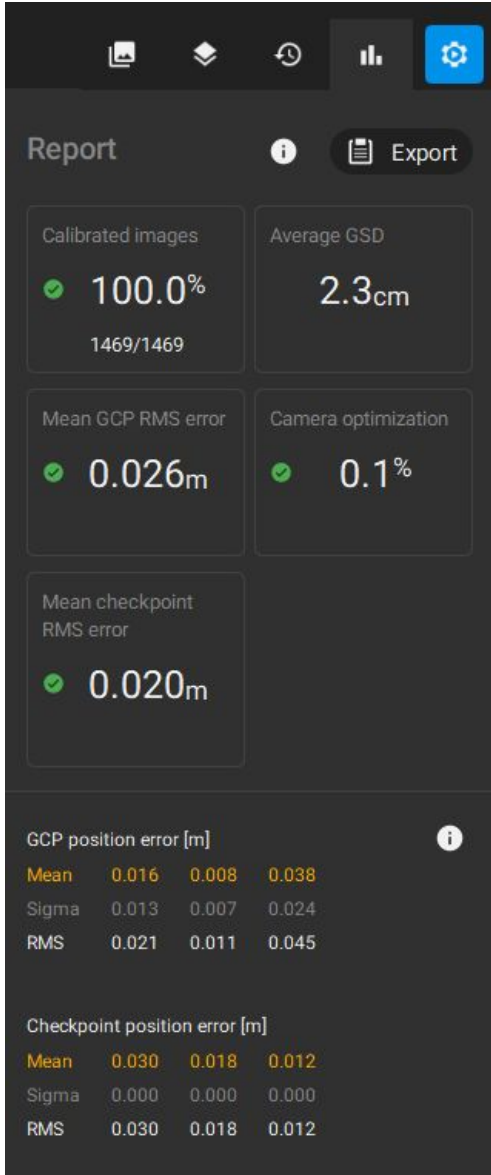 Report
Export
Calibrated images
100.0%
1469/1469
Average GSD
2.3cm
Mean GCP RMS error
0.026m
Camera optimization
0.1%
Mean checkpoint
RMS error
0.020m
GCP position error [m]
Mean 0.016 0.008 0.038
Sigma 0.013 0.007 0.024
RMS 0.021 0.011 0.045
Checkpoint position error [m]
Mean 0.030 0.018 0.012
Sigma 0.000 0.000 0.000
RMS 0.030 0.018 0.012